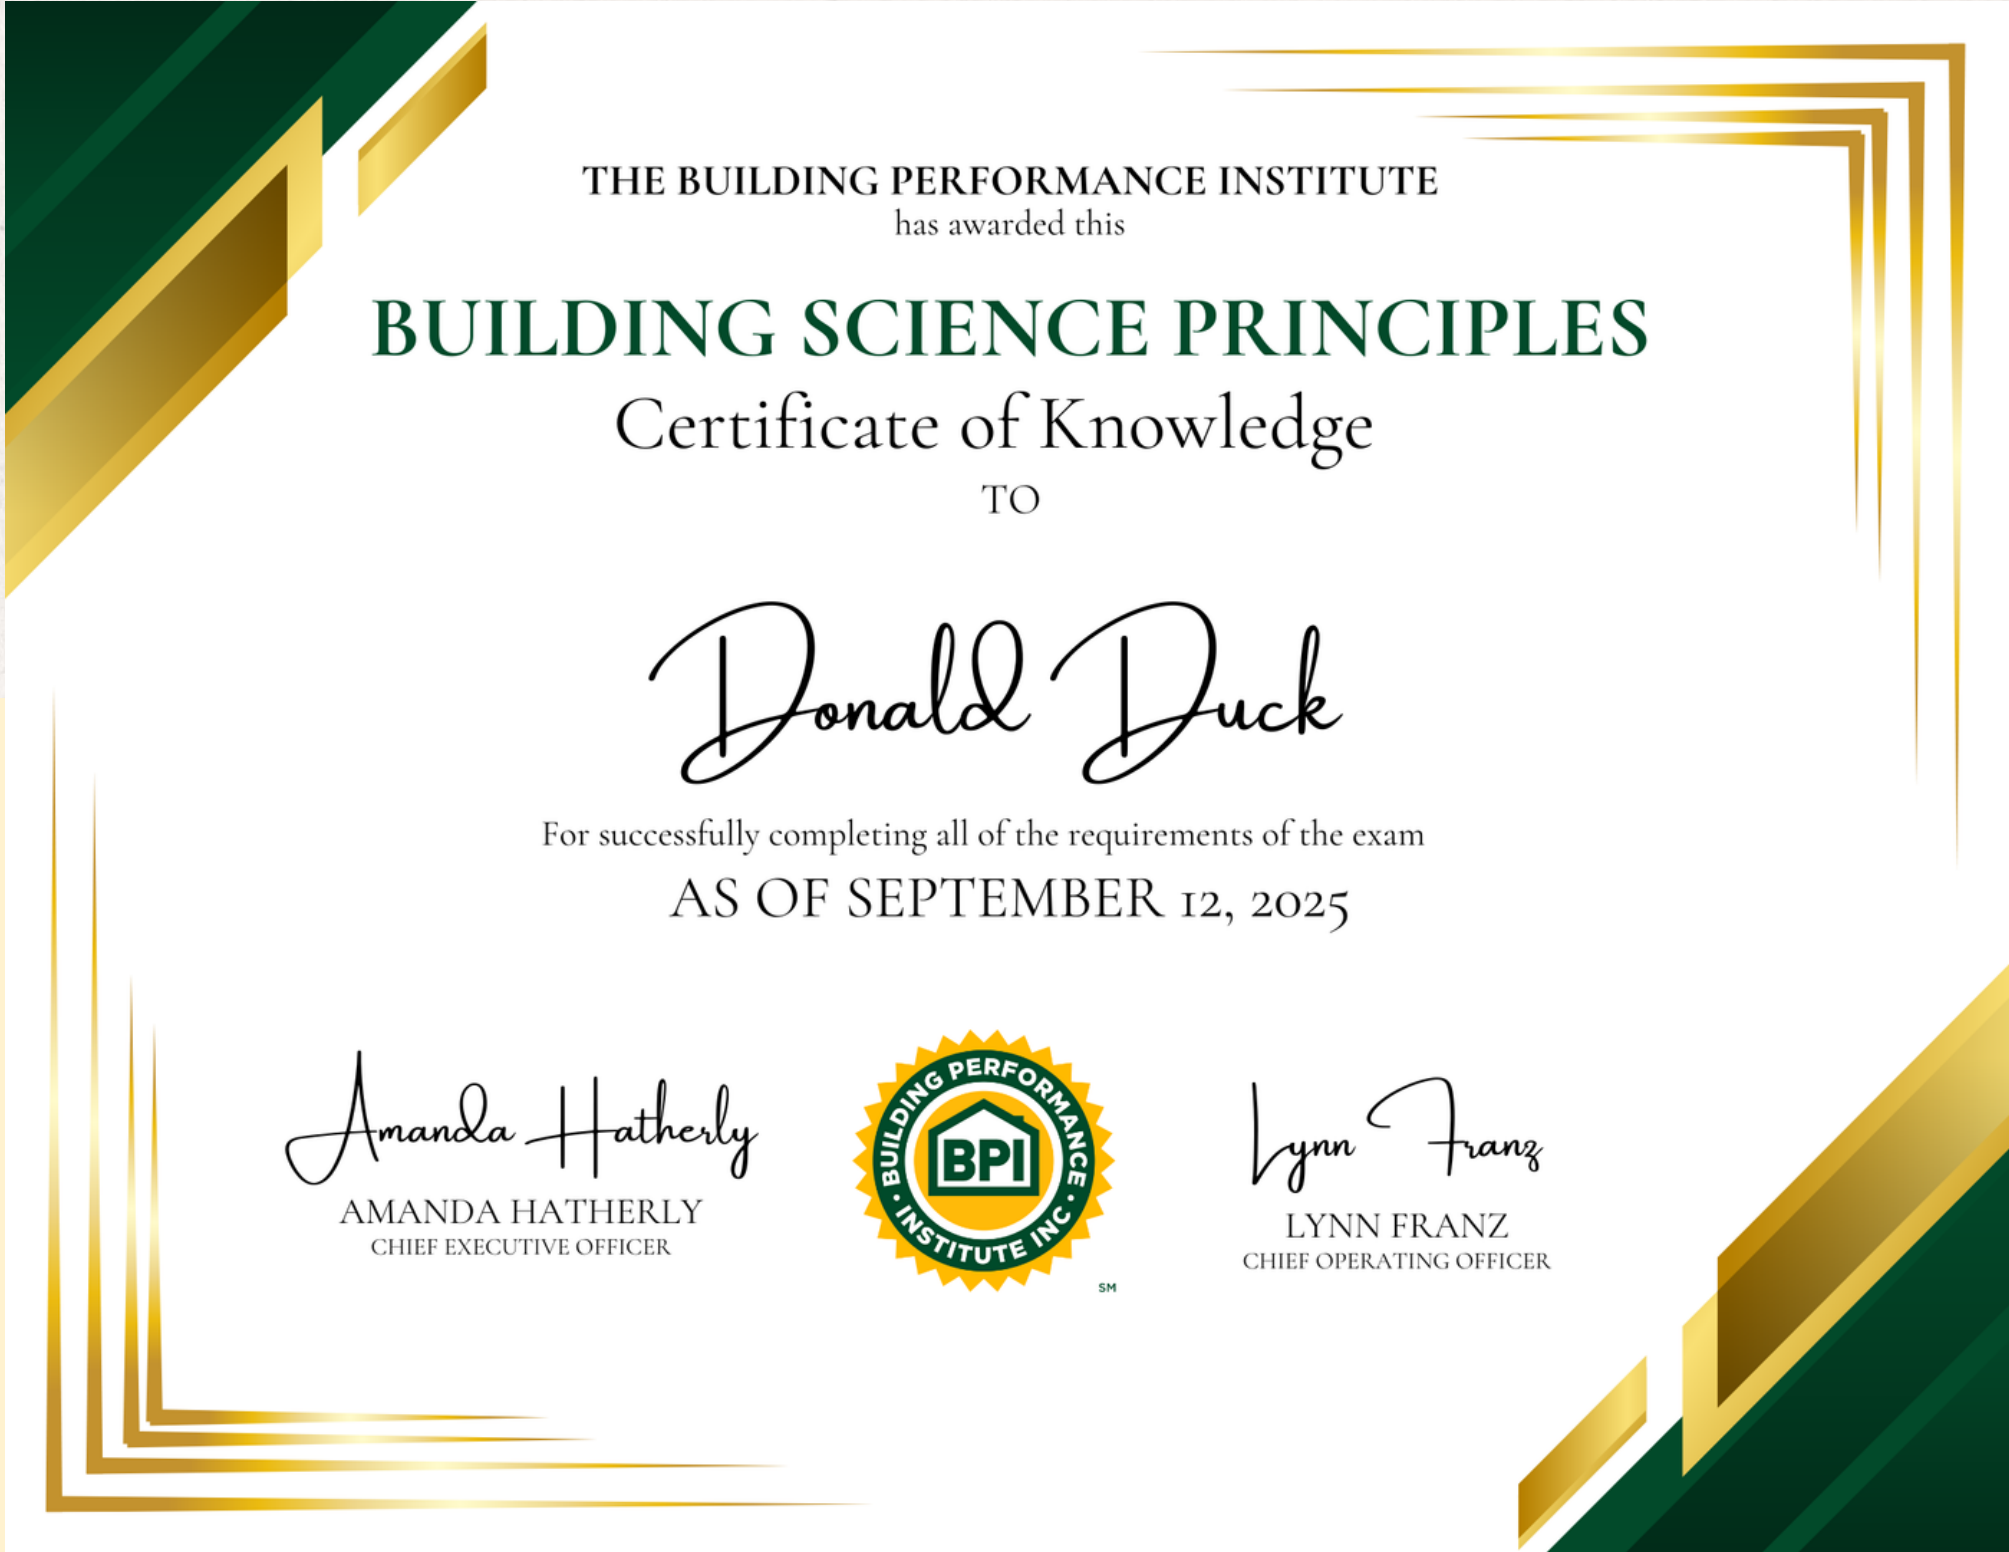 THE BUILDING PERFORMANCE INSTITUTE
has awarded this
BUILDING SCIENCE PRINCIPLES
Certificate of Knowledge
TO
Donald Duck
For successfully completing all of the requirements of the exam
AS OF SEPTEMBER 12, 2025
Amanda Hatherly
AMANDA HATHERLY
CHIEF EXECUTIVE OFFICER
BUILDING PERFORMANCE
BPI
· INSTITUTE INC ·
SM
Lynn Franz
LYNN FRANZ
CHIEF OPERATING OFFICER